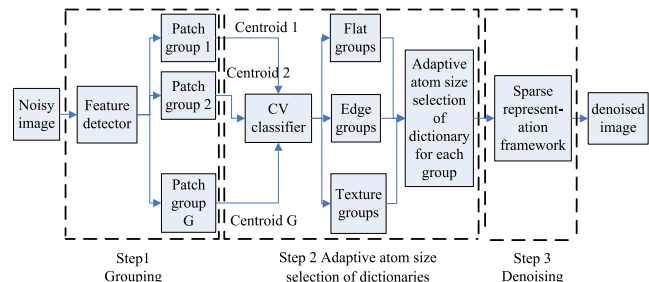 Noisy
image
Feature
detector
Patch
group 1
Patch
group 2
Patch
group G
Centroid 1
Centroid 2
Centroid G
CV
classifier
Flat
groups
Edge
groups
Texture
groups
Adaptive
atom size
selection
of
dictionary
for each
group
Sparse
represent-
ation
framework
denoised
image
Step1
Grouping
Step 2 Adaptive atom size
selection of dictionaries
Step 3
Denoising